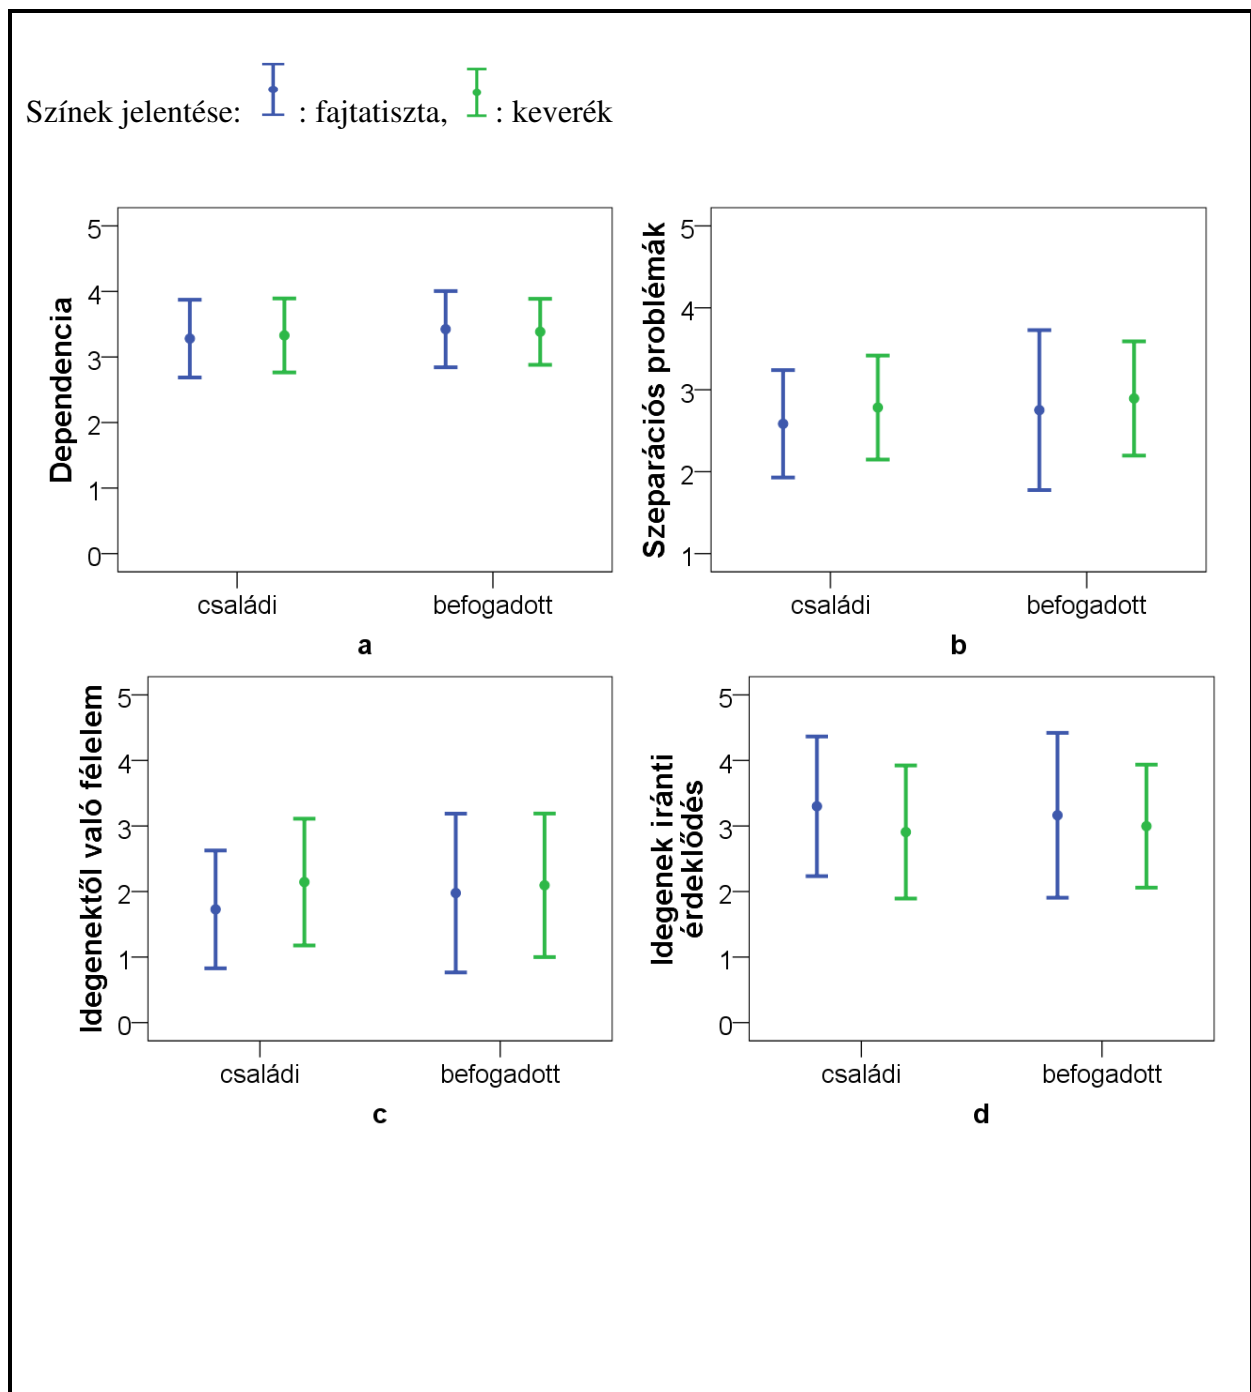 Színek jelentése: : fajtatiszta, : keverék
Dependencia
5
4
3
2
1
0
családi befogadott
a
Szeparációs problémák
5
4
3
2
1
családi befogadott
b
Idegenektől való félelem
5
4
3
2
1
0
családi befogadott
c
Idegenek iránti
érdeklődés
5
4
3
2
1
0
családi befogadott
d